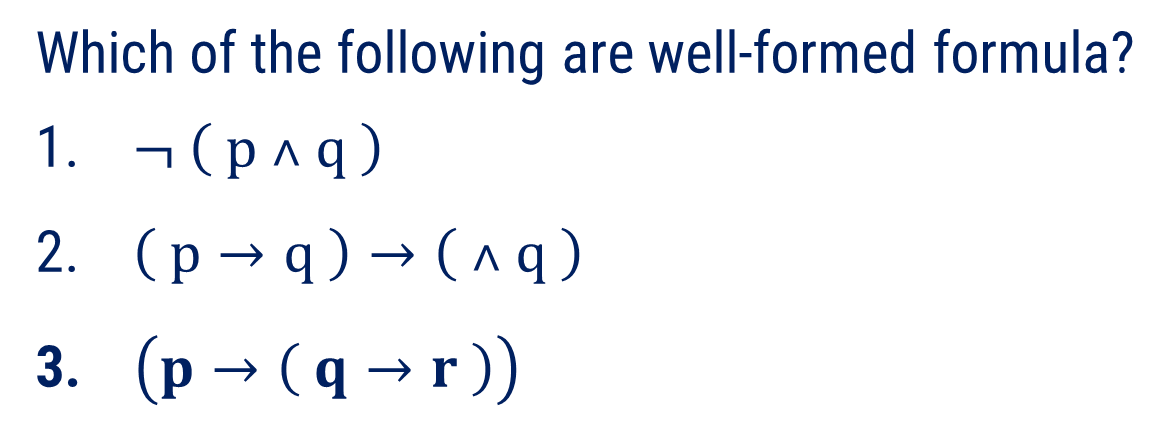 Which of the following are well-formed formula?
1. ¬ ( p ∧ q )
2. ( p → q ) → ( ∧ q )
3. (p → ( q → r ))